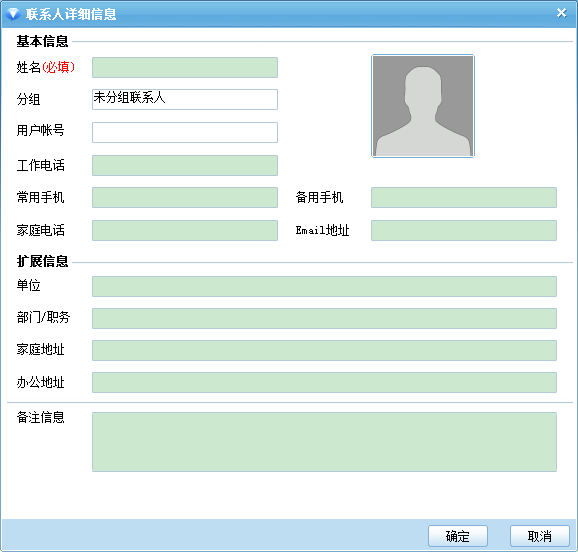 联系人详细信息
基本信息
姓名(必填)
分组 未分组联系人
用户帐号
工作电话
常用手机 备用手机
家庭电话 Email地址
扩展信息
单位
部门/职务
家庭地址
办公地址
备注信息
确定 取消